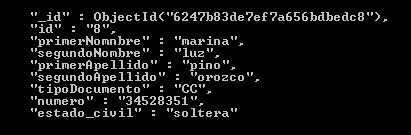 "_id" : ObjectId("6247b83de7ef7a656bdbedc8"),
"id" : "8",
"primerNomnbre" : "marina",
"segundoNombre" : "luz",
"primerApellido" : "pino",
"segundoApellido" : "orozco",
"tipoDocumento" : "CC",
"numero" : "34528351",
"estado_civil" : "soltera"